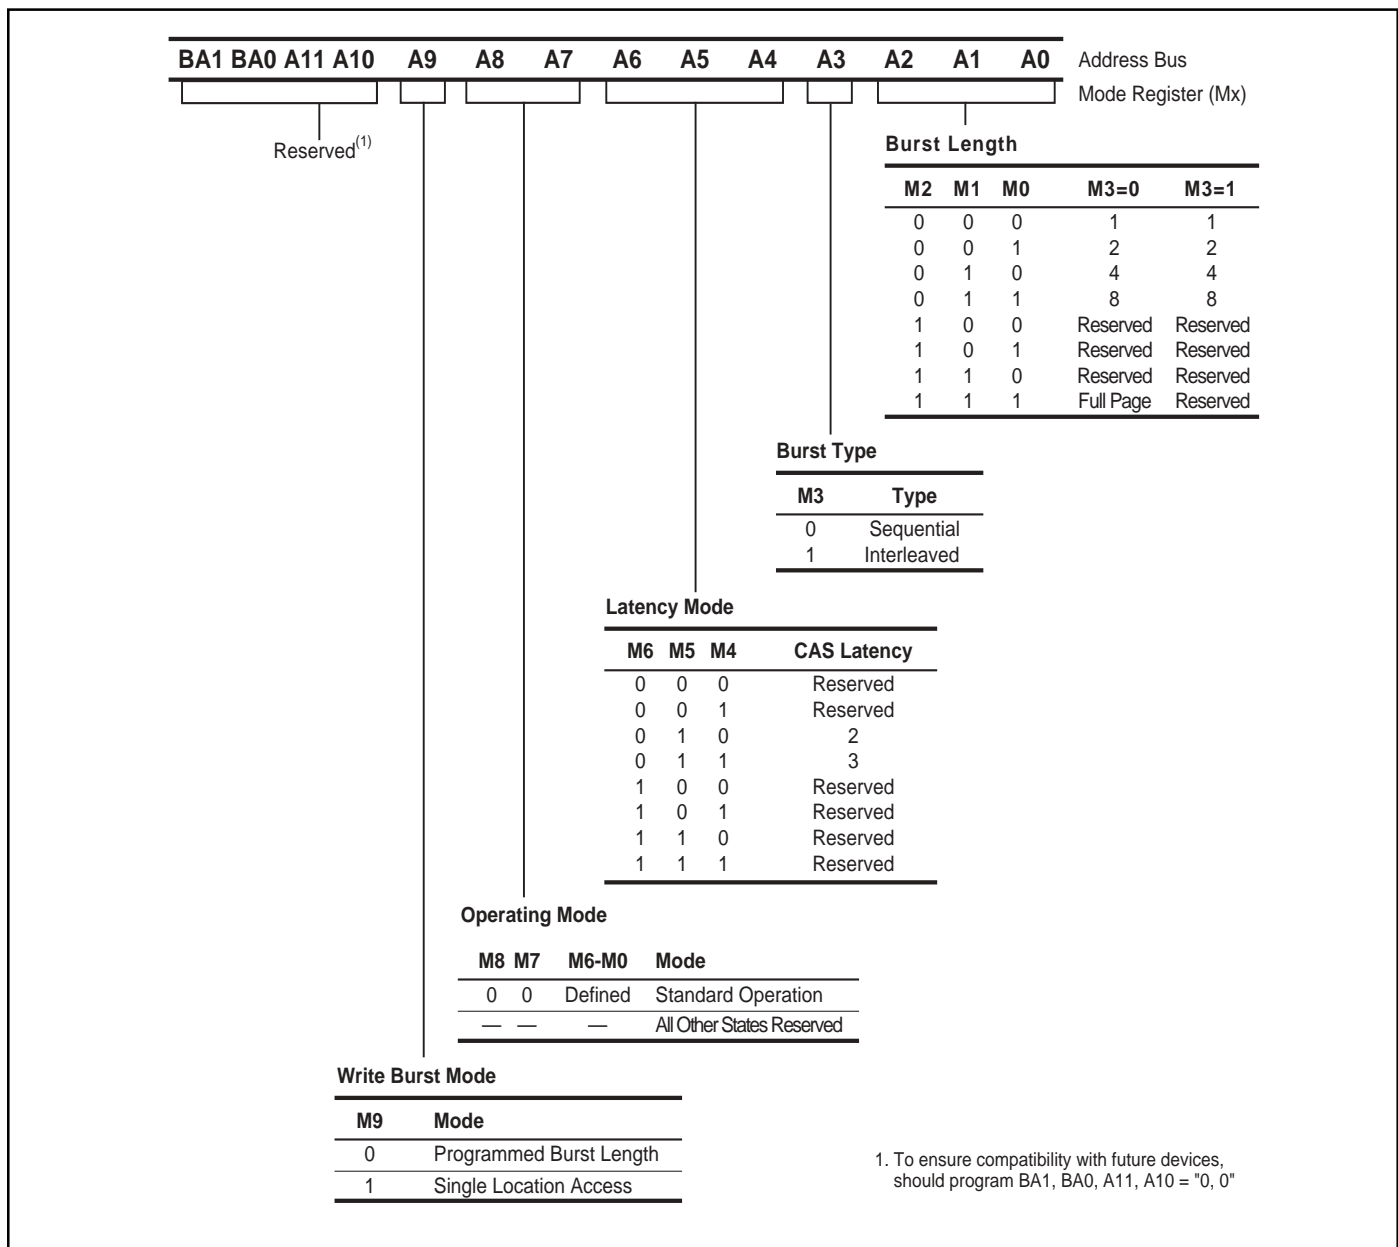 BA1 BA0 A11 A10 A9 A8 A7 A6 A5 A4 A3 A2 A1 A0 Address Bus
Mode Register (Mx)
Reserved(1)
Burst Length
M2 M1 M0 M3=0 M3=1
0 0 0 1 1
0 0 1 2 2
0 1 0 4 4
0 1 1 8 8
1 0 0 Reserved Reserved
1 0 1 Reserved Reserved
1 1 0 Reserved Reserved
1 1 1 Full Page Reserved
Burst Type
M3 Type
0 Sequential
1 Interleaved
Latency Mode
M6 M5 M4 CAS Latency
0 0 0 Reserved
0 0 1 Reserved
0 1 0 2
0 1 1 3
1 0 0 Reserved
1 0 1 Reserved
1 1 0 Reserved
1 1 1 Reserved
Operating Mode
M8 M7 M6-M0 Mode
0 0 Defined Standard Operation
— — — All Other States Reserved
Write Burst Mode
M9 Mode
0 Programmed Burst Length
1 Single Location Access
1. To ensure compatibility with future devices,
should program BA1, BA0, A11, A10 = "0, 0"